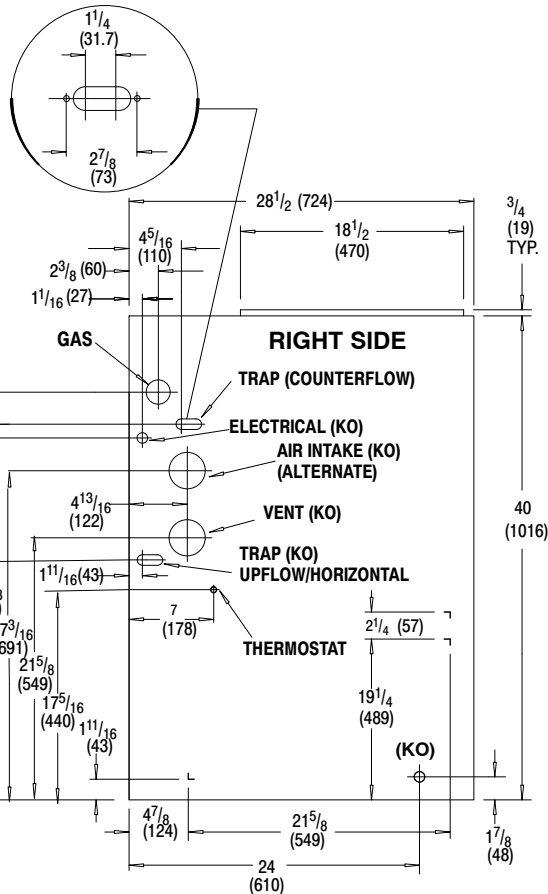 1 1/4
(31.7)
2 7/8
(73)
28 1/2 (724)
3/4
(19)
TYP.
4 5/16
(110)
18 1/2
(470)
2 3/8 (60)
1 1/16 (27)
GAS
RIGHT SIDE
TRAP (COUNTERFLOW)
ELECTRICAL (KO)
AIR INTAKE (KO)
(ALTERNATE)
4 13/16
(122)
VENT (KO)
40
(1016)
TRAP (KO)
UPFLOW/HORIZONTAL
1 11/16 (43)
7
(178)
2 1/4 (57)
THERMOSTAT
7 3/16
691)
21 5/8
(549)
17 5/16
(440)
19 1/4
(489)
1 11/16
(43)
(KO)
4 7/8
(124)
21 5/8
(549)
1 7/8
(48)
24
(610)